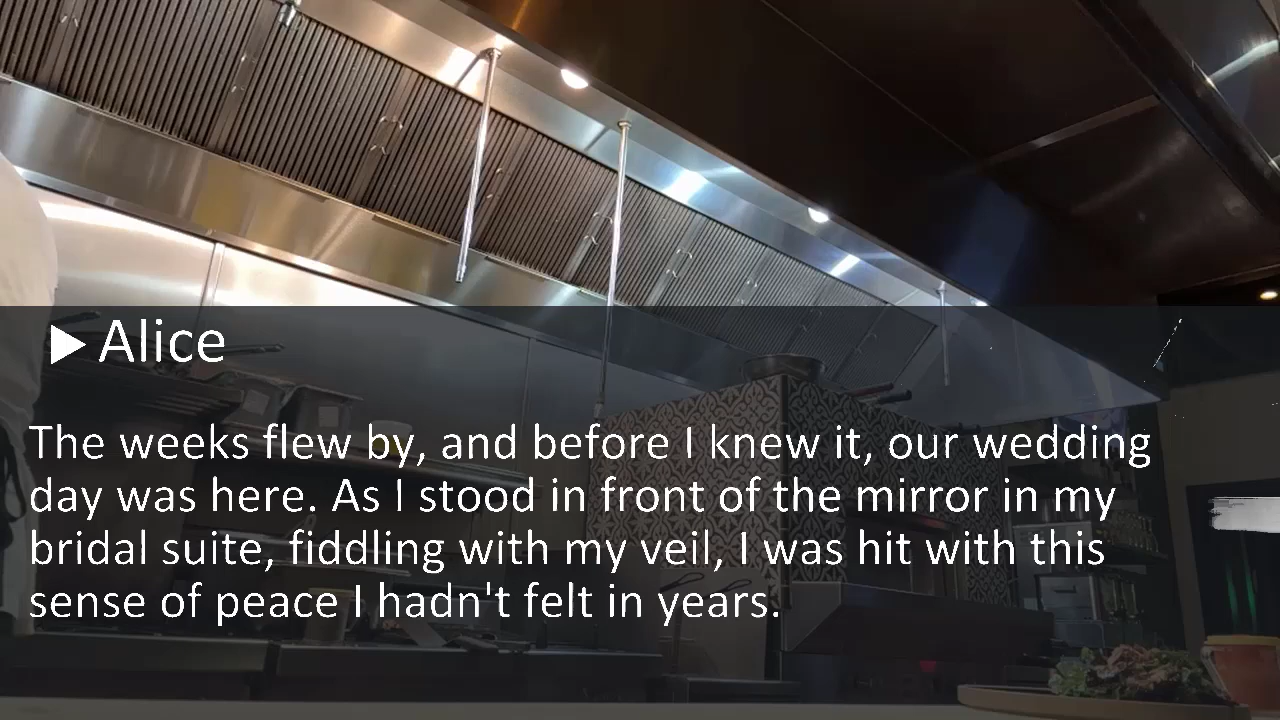 Alice
The weeks flew by, and before I knew it, our wedding
day was here. As I stood in front of the mirror in my
bridal suite, fiddling with my veil, I was hit with this
sense of peace I hadn't felt in years.